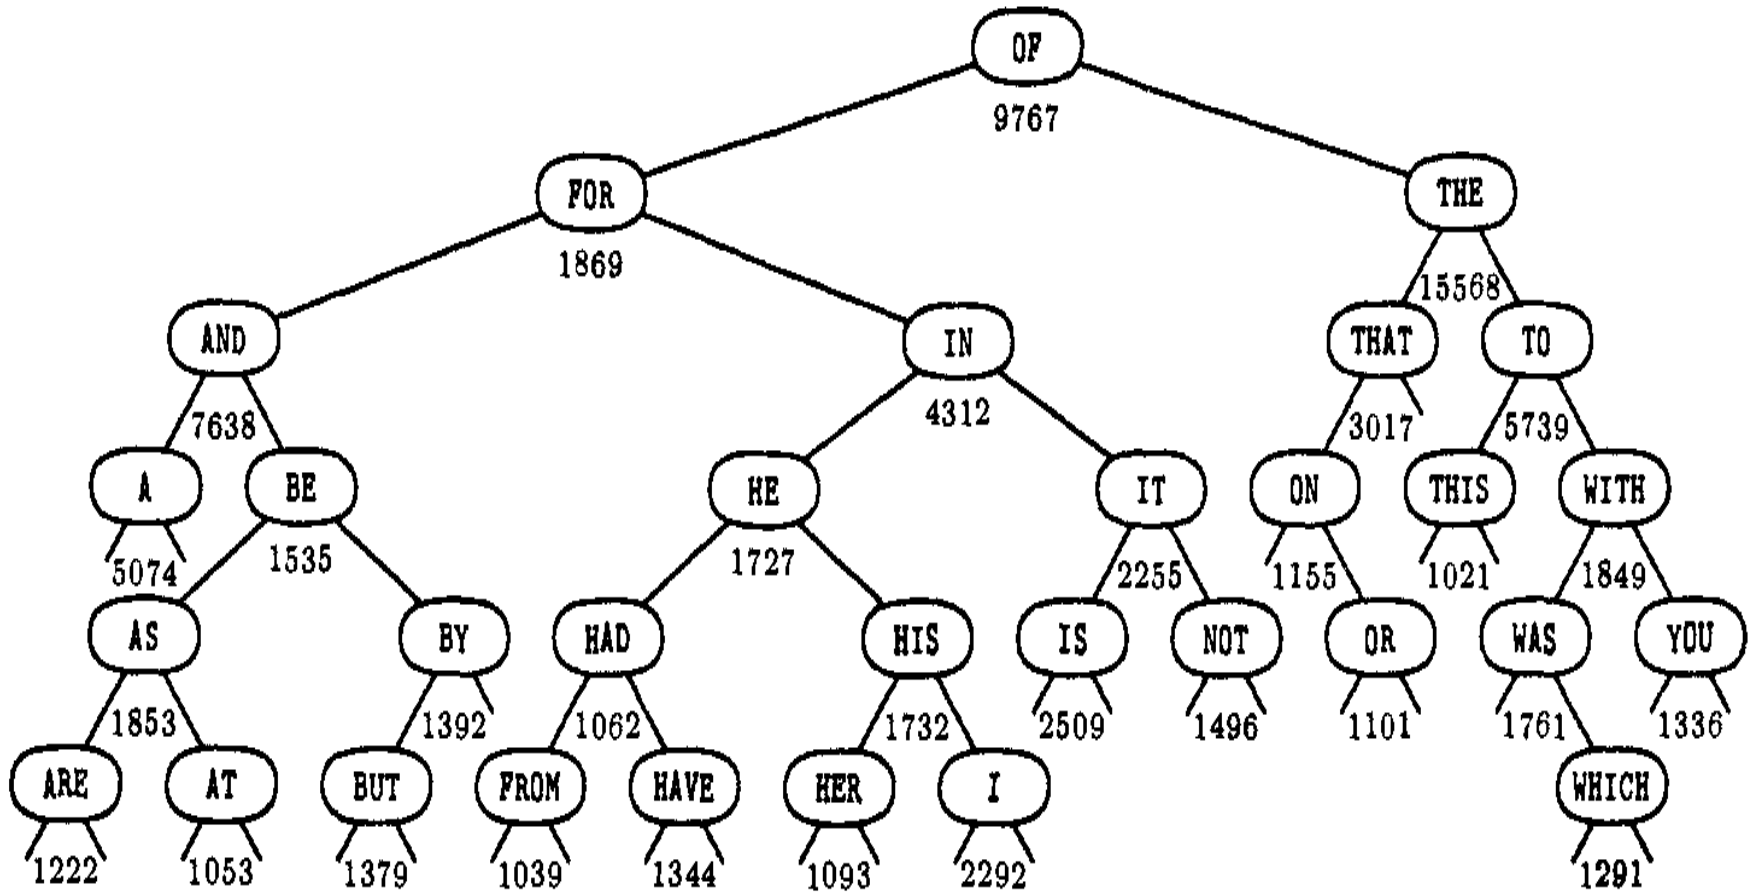 OF
9767
FOR THE
1869 15568
AND IN THAT TO
7638 4312 3017 5739
A BE HE IT ON THIS WITH
5074 1535 1727 2255 1155 1021 1849
AS BY HAD HIS IS NOT OR WAS YOU
1853 1392 1062 1732 2509 1496 1101 1761 1336
ARE AT BUT FROM HAVE HER I WHICH
1222 1053 1379 1039 1344 1093 2292 1291